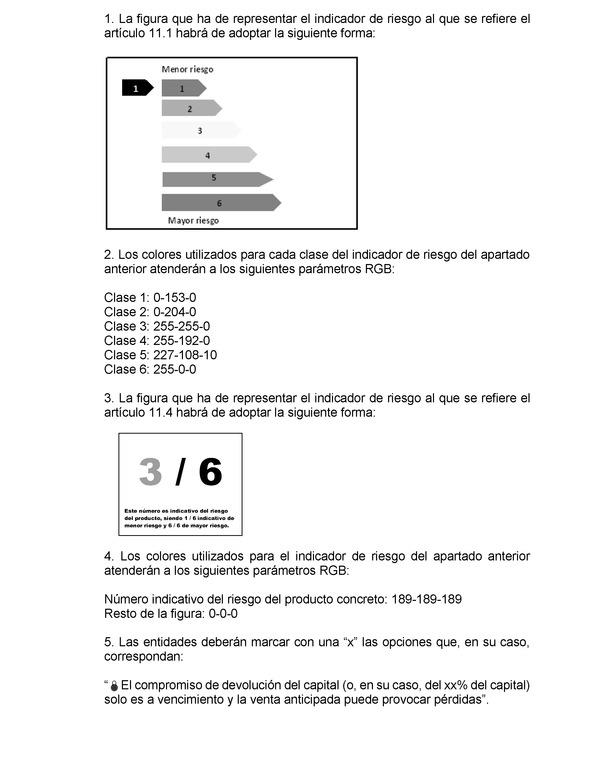 1. La figura que ha de representar el indicador de riesgo al que se refiere el
artículo 11.1 habrá de adoptar la siguiente forma:
Menor riesgo
1 1
2
3
4
5
6
Mayor riesgo
2. Los colores utilizados para cada clase del indicador de riesgo del apartado
anterior atenderán a los siguientes parámetros RGB:
Clase 1: 0-153-0
Clase 2: 0-204-0
Clase 3: 255-255-0
Clase 4: 255-192-0
Clase 5: 227-108-10
Clase 6: 255-0-0
3. La figura que ha de representar el indicador de riesgo al que se refiere el
artículo 11.4 habrá de adoptar la siguiente forma:
3 / 6
Este número es indicativo del riesgo
del producto, siendo 1 / 6 indicativo de
menor riesgo y 6 / 6 de mayor riesgo.
4. Los colores utilizados para el indicador de riesgo del apartado anterior
atenderán a los siguientes parámetros RGB:
Número indicativo del riesgo del producto concreto: 189-189-189
Resto de la figura: 0-0-0
5. Las entidades deberán marcar con una “x” las opciones que, en su caso,
correspondan:
“ El compromiso de devolución del capital (o, en su caso, del xx% del capital)
solo es a vencimiento y la venta anticipada puede provocar pérdidas”.